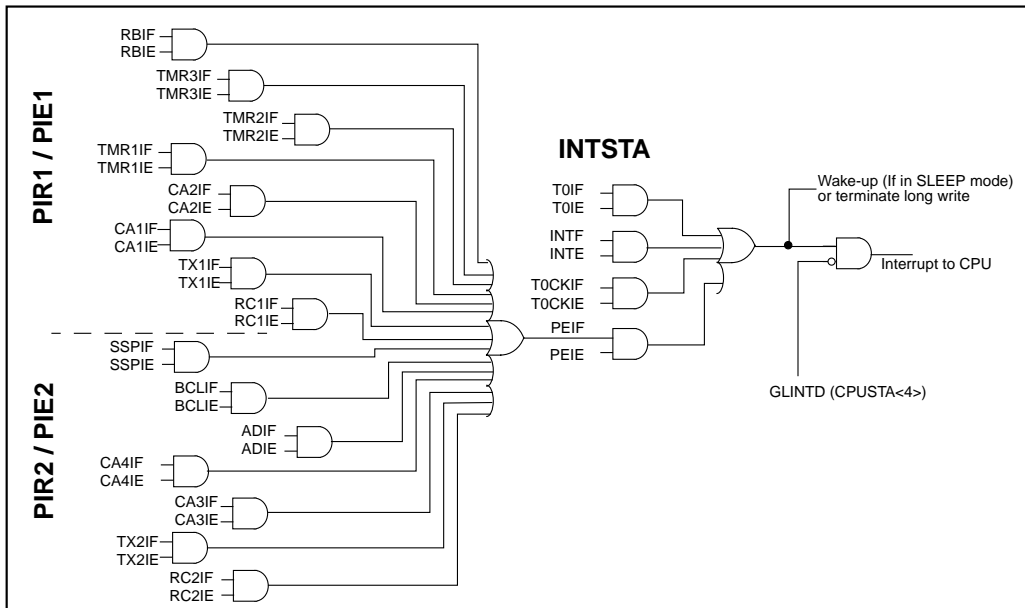 PIR1 / PIE1
RBIF
RBIE
TMR3IF
TMR3IE
TMR2IF
TMR2IE
TMR1IF
TMR1IE
CA2IF
CA2IE
CA1IF
CA1IE
TX1IF
TX1IE
RC1IF
RC1IE
PIR2 / PIE2
SSPIF
SSPIE
BCLIF
BCLIE
ADIF
ADIE
CA4IF
CA4IE
CA3IF
CA3IE
TX2IF
TX2IE
RC2IF
RC2IE
INTSTA
T0IF
T0IE
INTF
INTE
T0CKIF
T0CKIE
PEIF
PEIE
Wake-up (If in SLEEP mode)
or terminate long write
Interrupt to CPU
GLINTD (CPUSTA<4>)